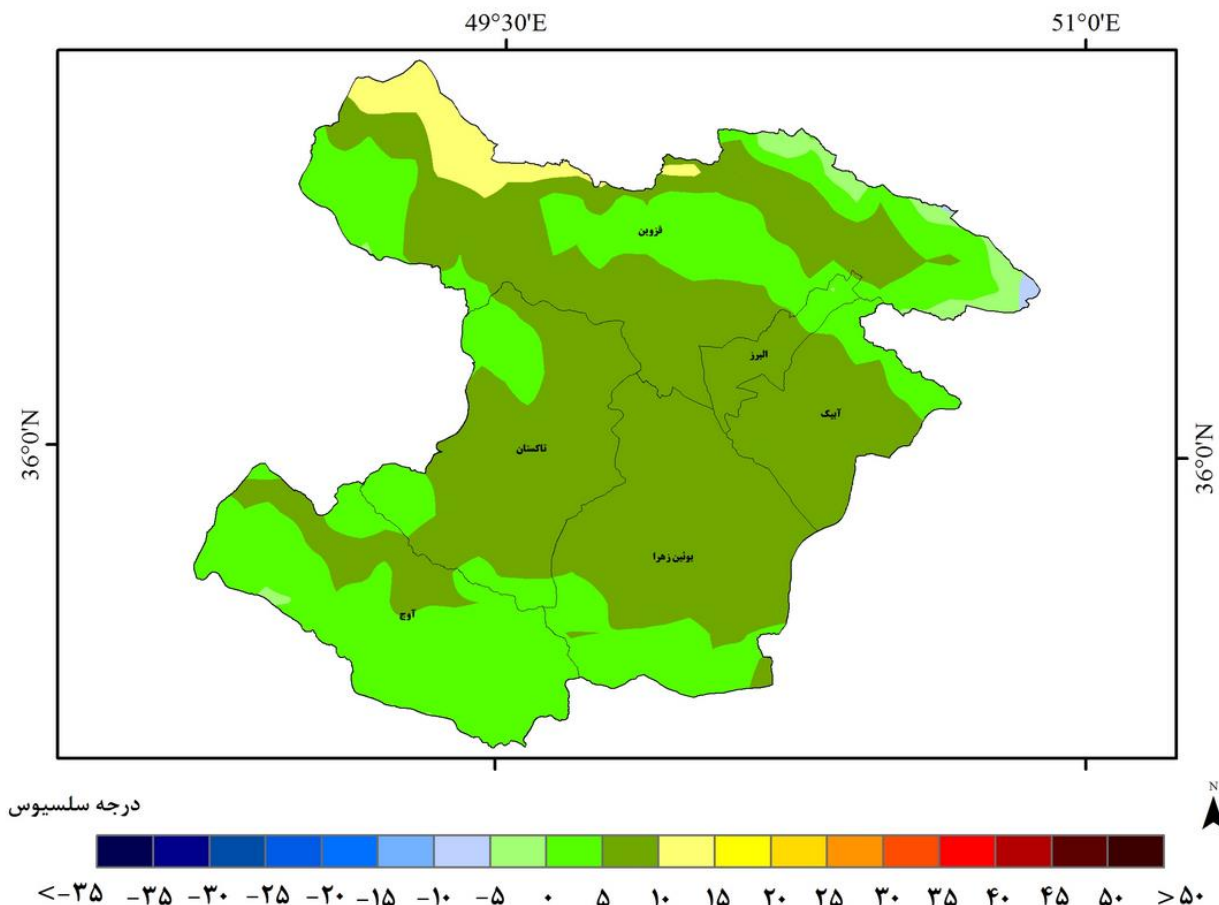 49°30'E 51°0'E
قزوین
البرز
آبیک
36°0'N 36°0'N
تاکستان
بوئین زهرا
آوج
درجه سلسیوس
N
<-۳۵ -۳۵ -۳۰ -۲۵ -۲۰ -۱۵ -۱۰ -۵ ۰ ۵ ۱۰ ۱۵ ۲۰ ۲۵ ۳۰ ۳۵ ۴۰ ۴۵ ۵۰ >۵۰